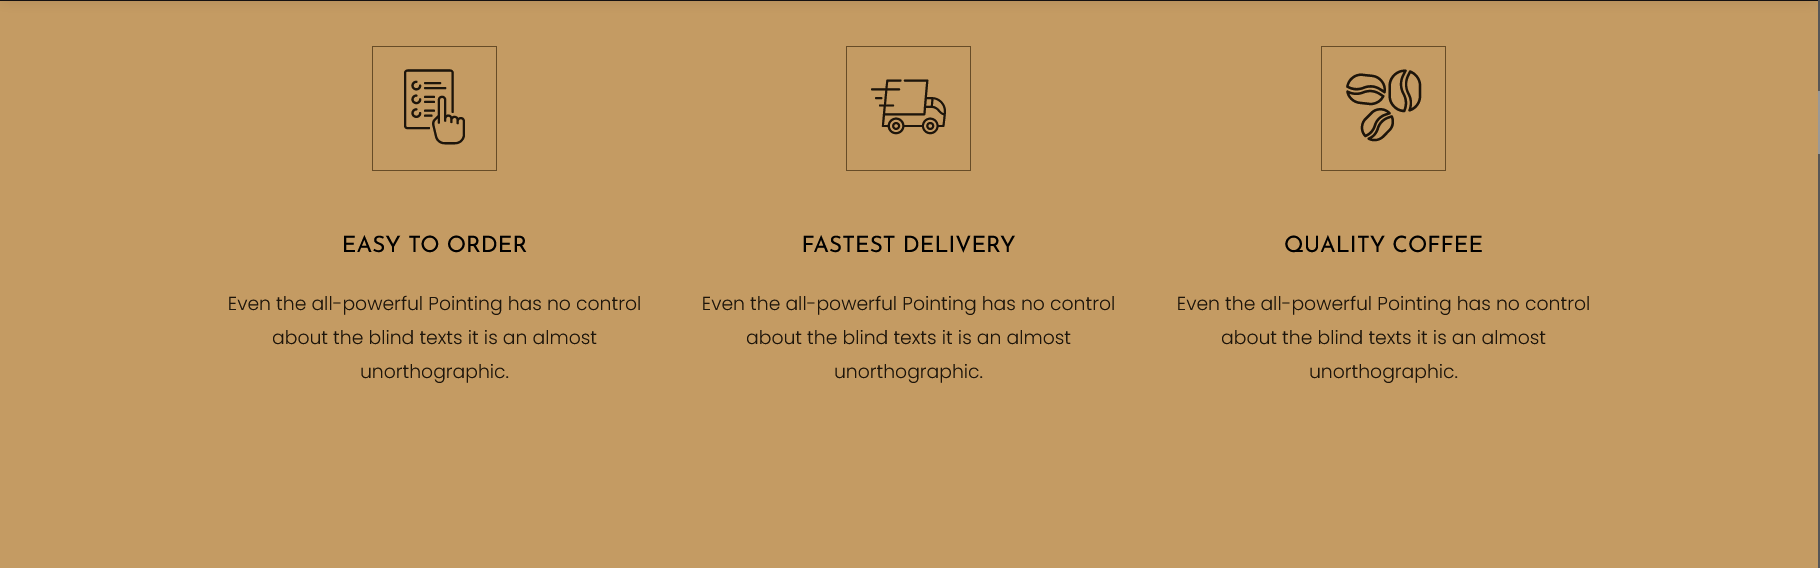 EASY TO ORDER
Even the all-powerful Pointing has no control
about the blind texts it is an almost
unorthographic.
FASTEST DELIVERY
Even the all-powerful Pointing has no control
about the blind texts it is an almost
unorthographic.
QUALITY COFFEE
Even the all-powerful Pointing has no control
about the blind texts it is an almost
unorthographic.